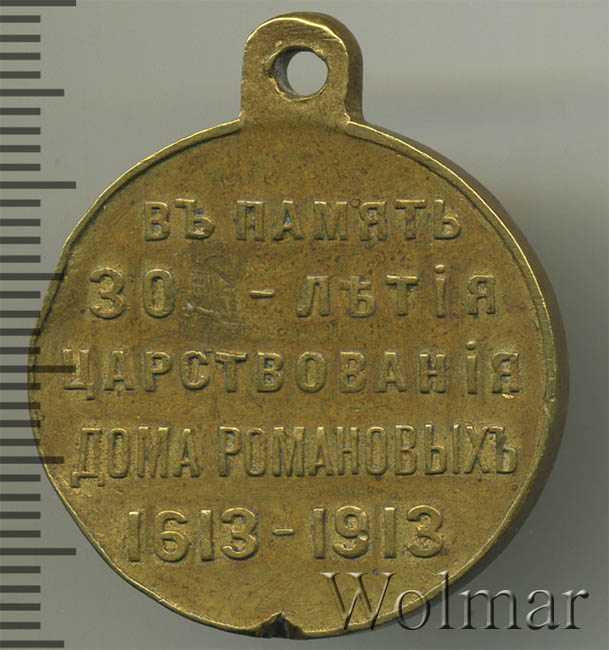 ВЪ ПАМЯТЬ
30 -ЛѢТІЯ
ЦАРСТВОВАНІЯ
ДОМА РОМАНОВЫХЪ
1613-1913
Wolmar